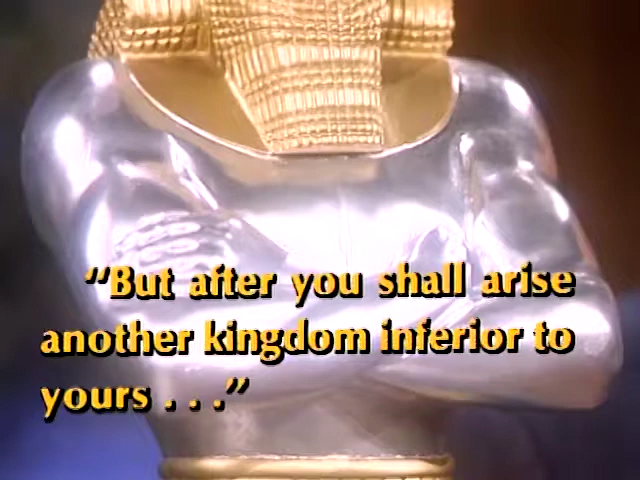 "But after you shall arise
another kingdom inferior to
yours . . ."